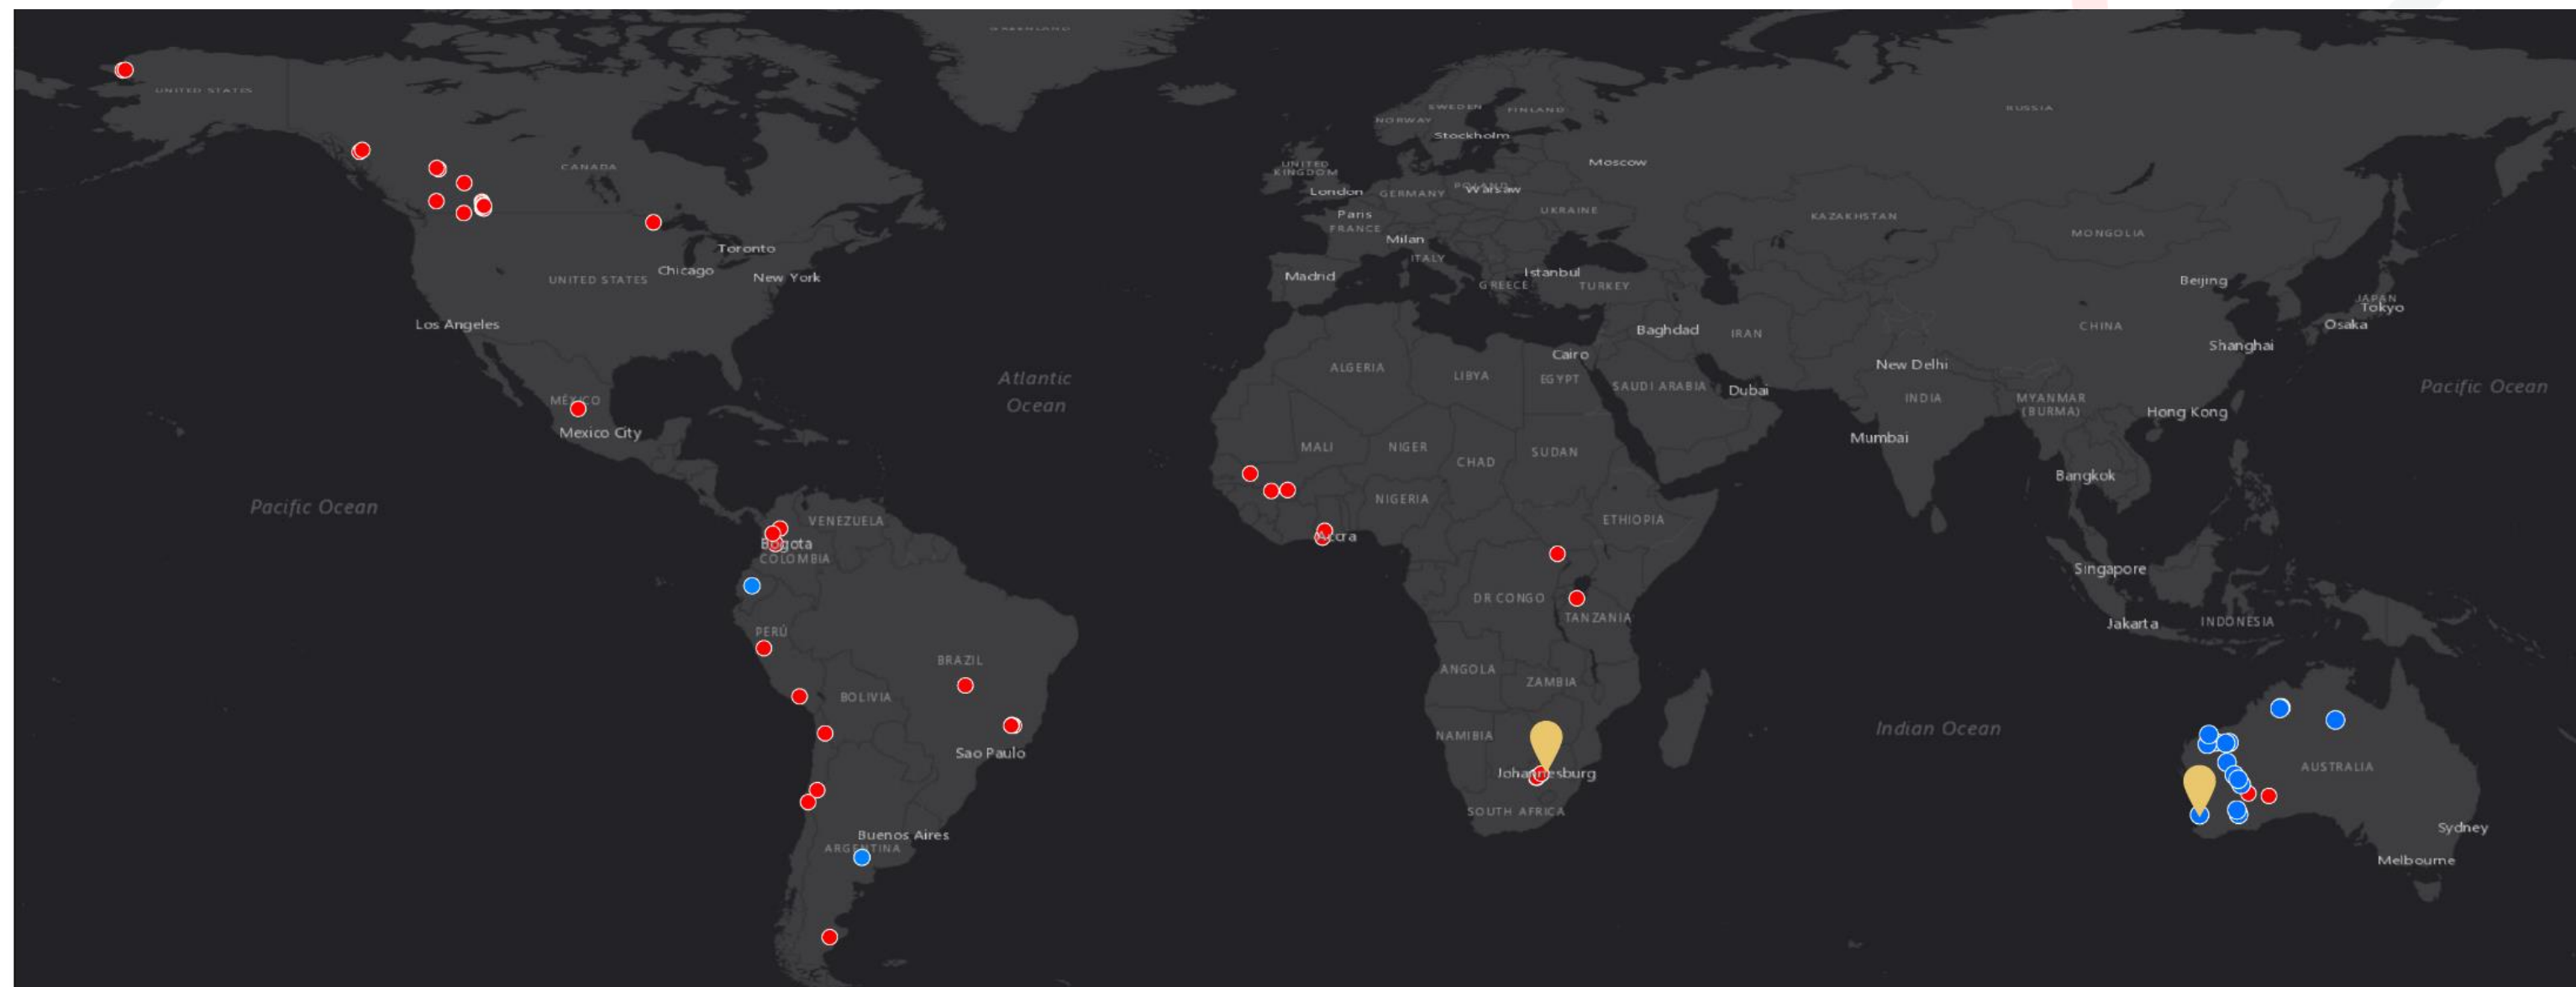 GREENLAND
UNITED STATES
SWEDEN
FINLAND
RUSSIA
NORWAY
Stockholm
CANADA
UNITED
KINGDOM
Moscow
London
GERMANY
POLAND
Warsaw
Paris
UKRAINE
KAZAKHSTAN
FRANCE
MONGOLIA
Milan
Toronto
ITALY
Chicago
Istanbul
UNITED STATES
New York
Madrid
GREECE
TURKEY
Beijing
JAPAN
Tokyo
Los Angeles
Baghdad
IRAN
CHINA
Osaka
Shanghai
Cairo
New Delhi
ALGERIA
LIBYA
EGYPT
Atlantic
Ocean
SAUDI ARABIA
Dubai
Pacific Ocean
MÉXICO
INDIA
MYANMAR
(BURMA)
Hong Kong
Mexico City
Mumbai
MALI
NIGER
CHAD
SUDAN
Bangkok
NIGERIA
Pacific Ocean
VENEZUELA
ETHIOPIA
Accra
Bogota
COLOMBIA
Singapore
DR CONGO
TANZANIA
Jakarta
INDONESIA
PERÚ
BRAZIL
ANGOLA
ZAMBIA
BOLIVIA
Indian Ocean
NAMIBIA
Sao Paulo
Johannesburg
AUSTRALIA
SOUTH AFRICA
Sydney
Buenos Aires
ARGENTINA
Melbourne